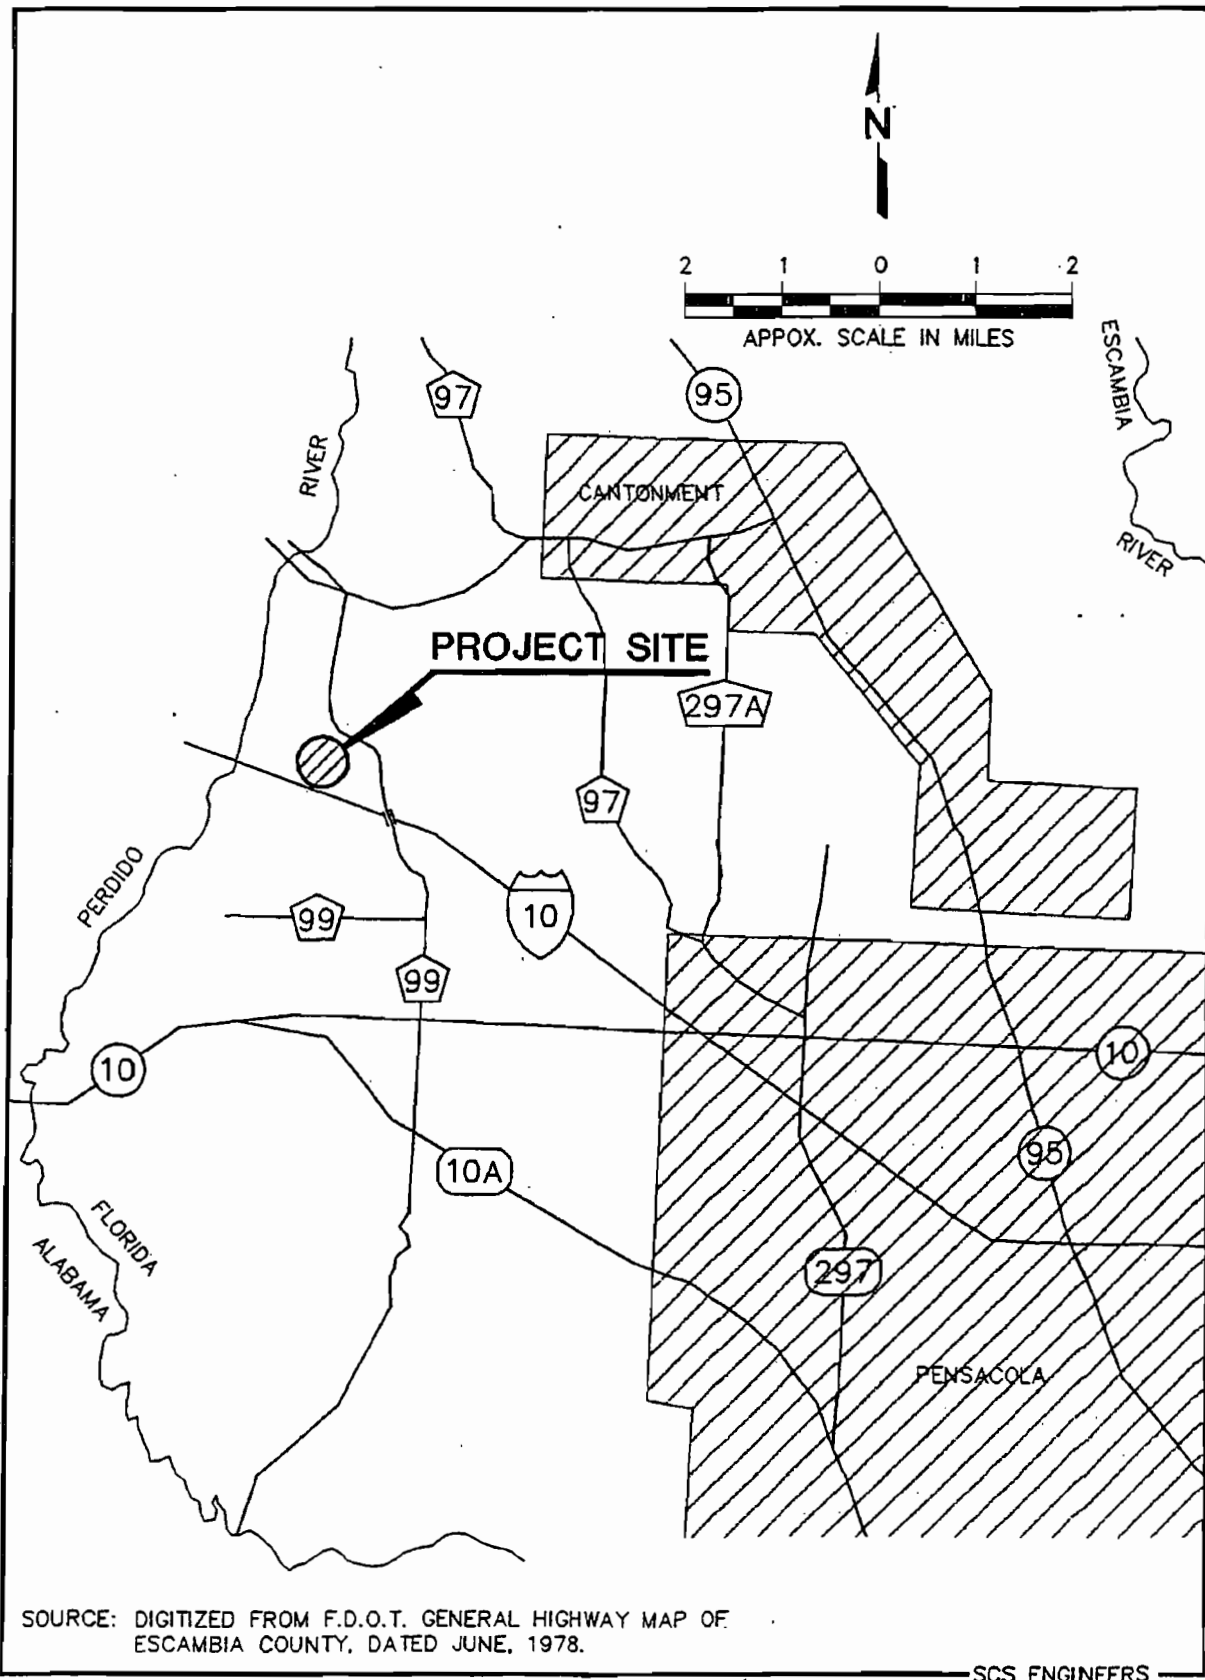 N
2 1 0 1 2
APPOX. SCALE IN MILES
ESCAMBIA
RIVER
97
95
RIVER
CANTONMENT
PROJECT SITE
297A
97
PERDIDO
99
10
99
10
10
95
10A
FLORIDA
ALABAMA
297
PENSACOLA
SOURCE: DIGITIZED FROM F.D.O.T. GENERAL HIGHWAY MAP OF
ESCAMBIA COUNTY, DATED JUNE, 1978.
SCS ENGINEERS